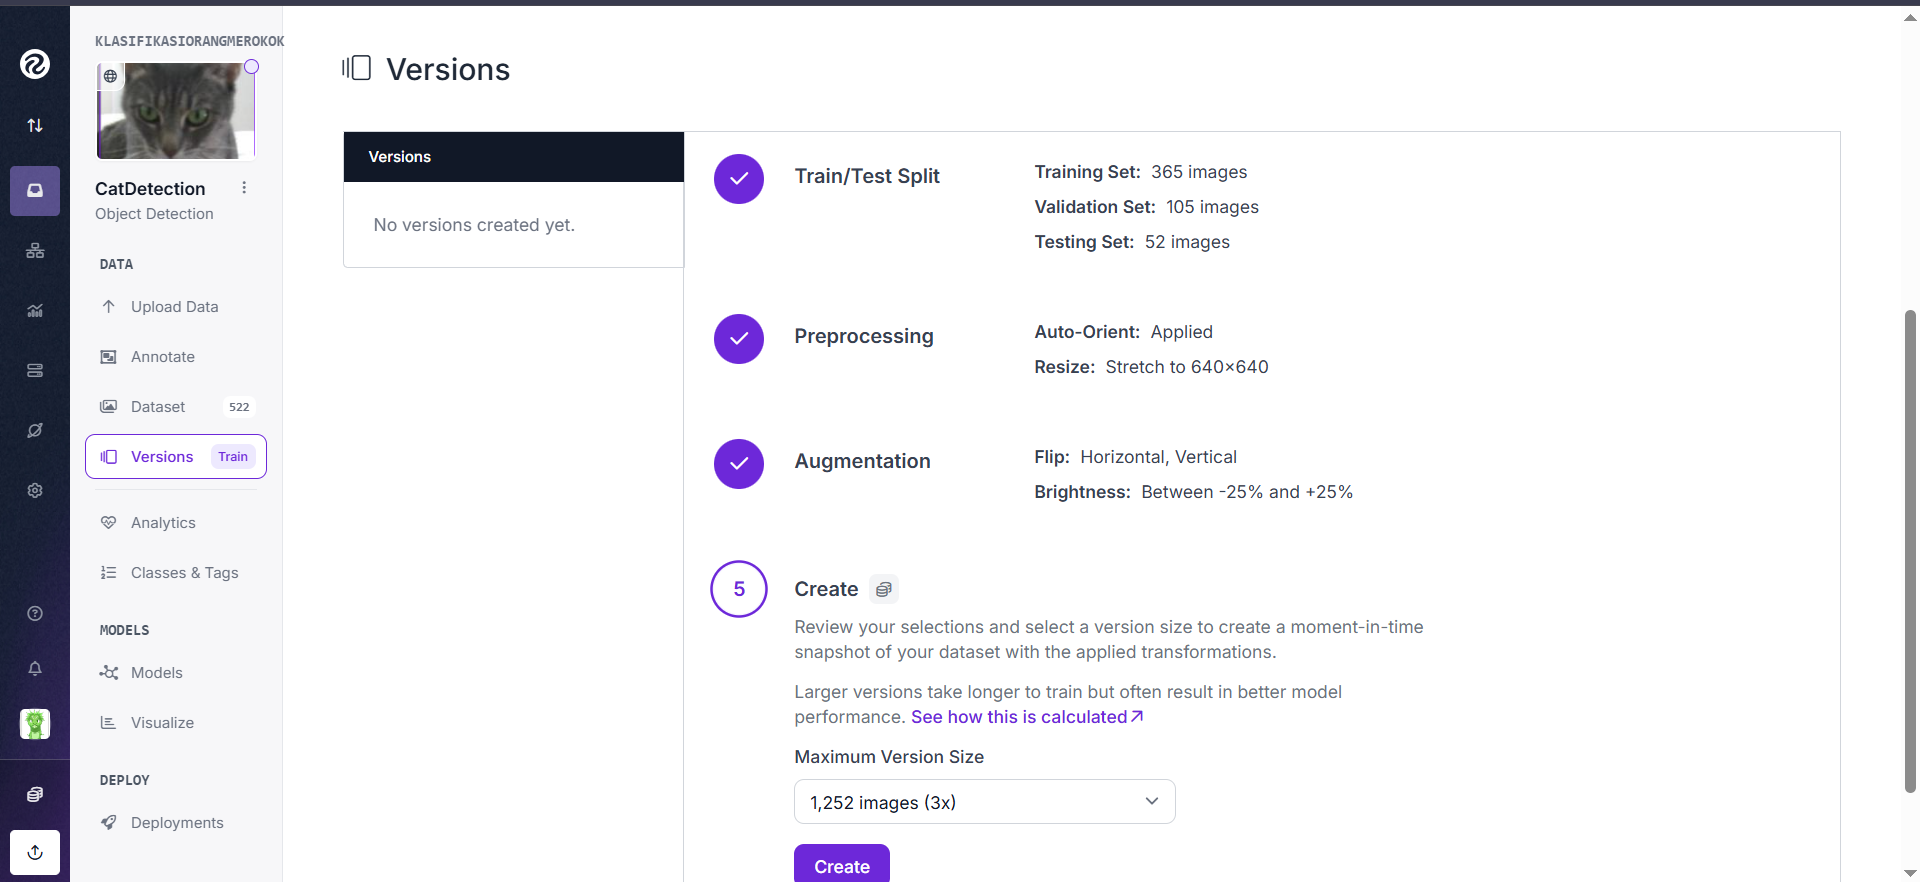 KLASIFIKASIORANGMEROKOK
CatDetection
Object Detection
DATA
Upload Data
Annotate
Dataset 522
Versions Train
Analytics
Classes & Tags
MODELS
Models
Visualize
DEPLOY
Deployments
Versions
Versions
No versions created yet.
Train/Test Split
Training Set: 365 images
Validation Set: 105 images
Testing Set: 52 images
Preprocessing
Auto-Orient: Applied
Resize: Stretch to 640×640
Augmentation
Flip: Horizontal, Vertical
Brightness: Between -25% and +25%
5 Create
Review your selections and select a version size to create a moment-in-time
snapshot of your dataset with the applied transformations.
Larger versions take longer to train but often result in better model
performance. See how this is calculated
Maximum Version Size
1,252 images (3x)
Create